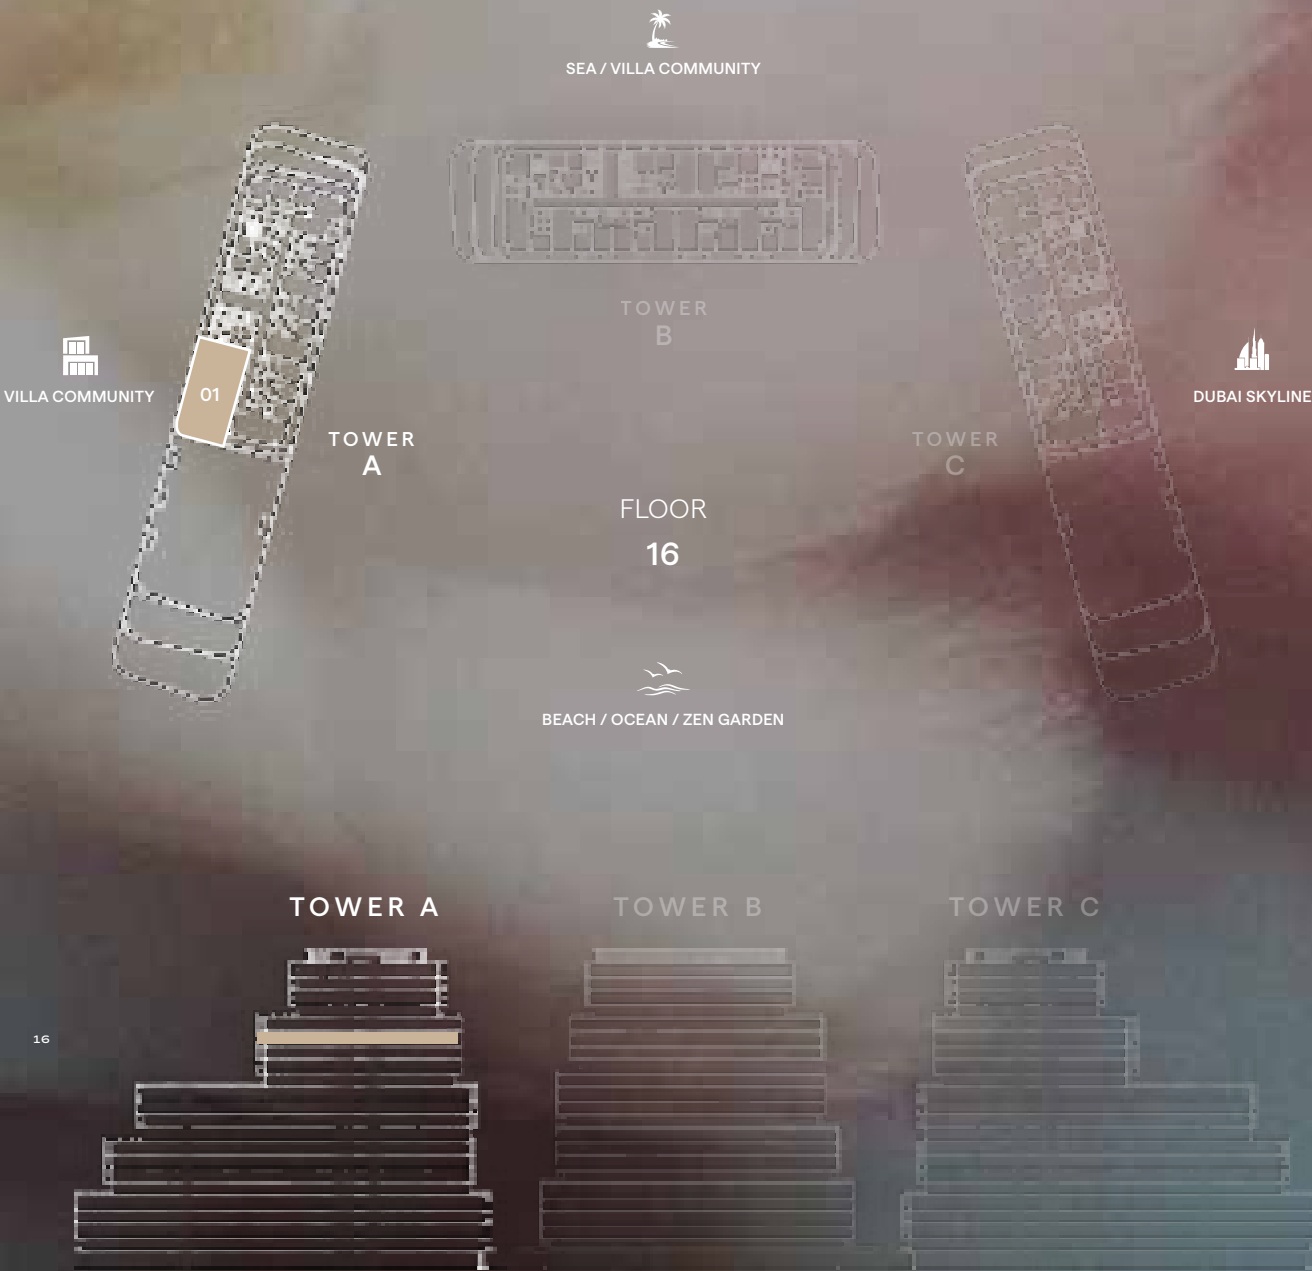 SEA / VILLA COMMUNITY
TOWER
B
VILLA COMMUNITY
01
DUBAI SKYLINE
TOWER
A
TOWER
C
FLOOR
16
BEACH / OCEAN / ZEN GARDEN
TOWER A
TOWER B
TOWER C
16